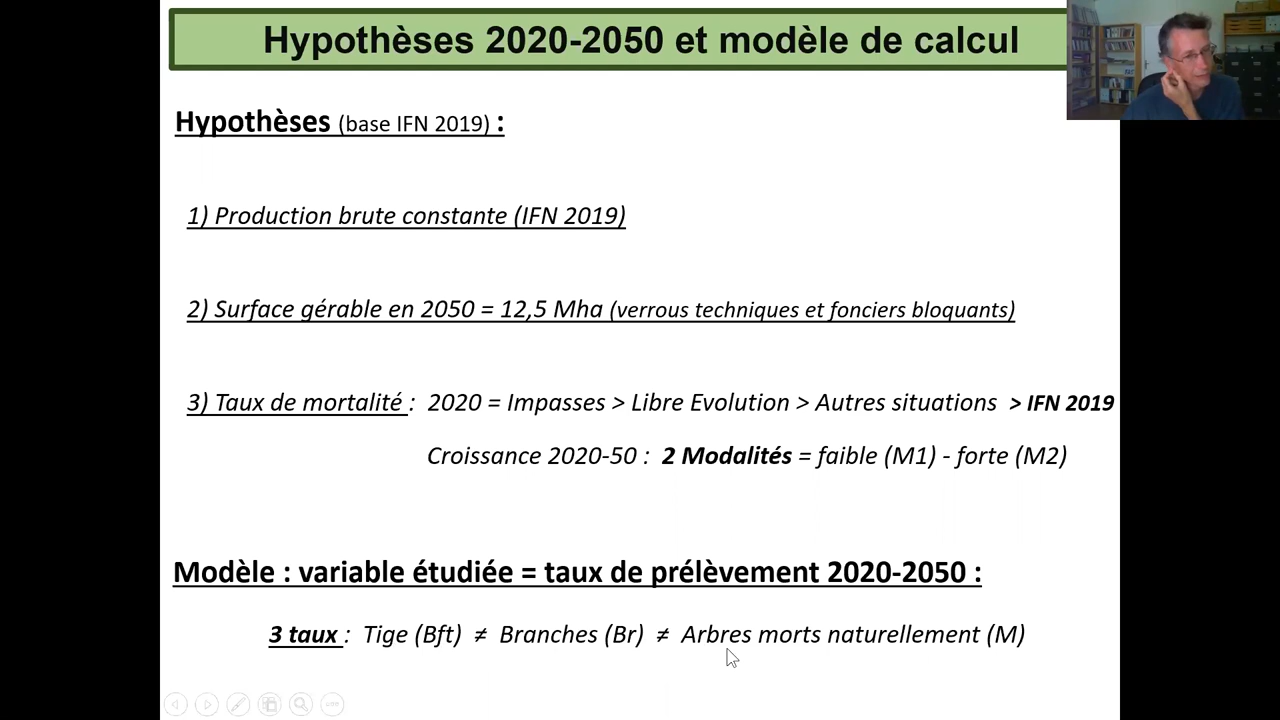 Hypothèses 2020-2050 et modèle de calcul
Hypothèses (base IFN 2019) :
1) Production brute constante (IFN 2019)
2) Surface gérable en 2050 = 12,5 Mha (verrous techniques et fonciers bloquants)
3) Taux de mortalité : 2020 = Impasses > Libre Evolution > Autres situations > IFN 2019
Croissance 2020-50 : 2 Modalités = faible (M1) - forte (M2)
Modèle : variable étudiée = taux de prélèvement 2020-2050 :
3 taux : Tige (Bft) ≠ Branches (Br) ≠ Arbres morts naturellement (M)